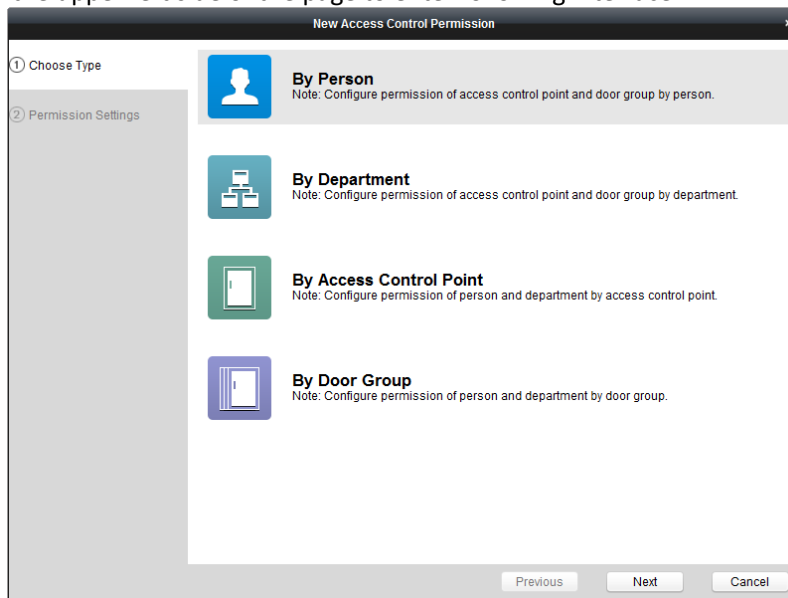 New Access Control Permission
1 Choose Type
2 Permission Settings
By Person
Note: Configure permission of access control point and door group by person.
By Department
Note: Configure permission of access control point and door group by department.
By Access Control Point
Note: Configure permission of person and department by access control point.
By Door Group
Note: Configure permission of person and department by door group.
Previous Next Cancel